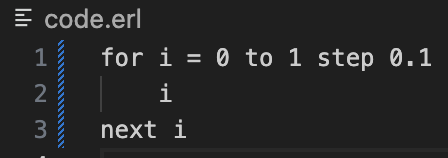 code.erl
1 for i = 0 to 1 step 0.1
2 i
3 next i